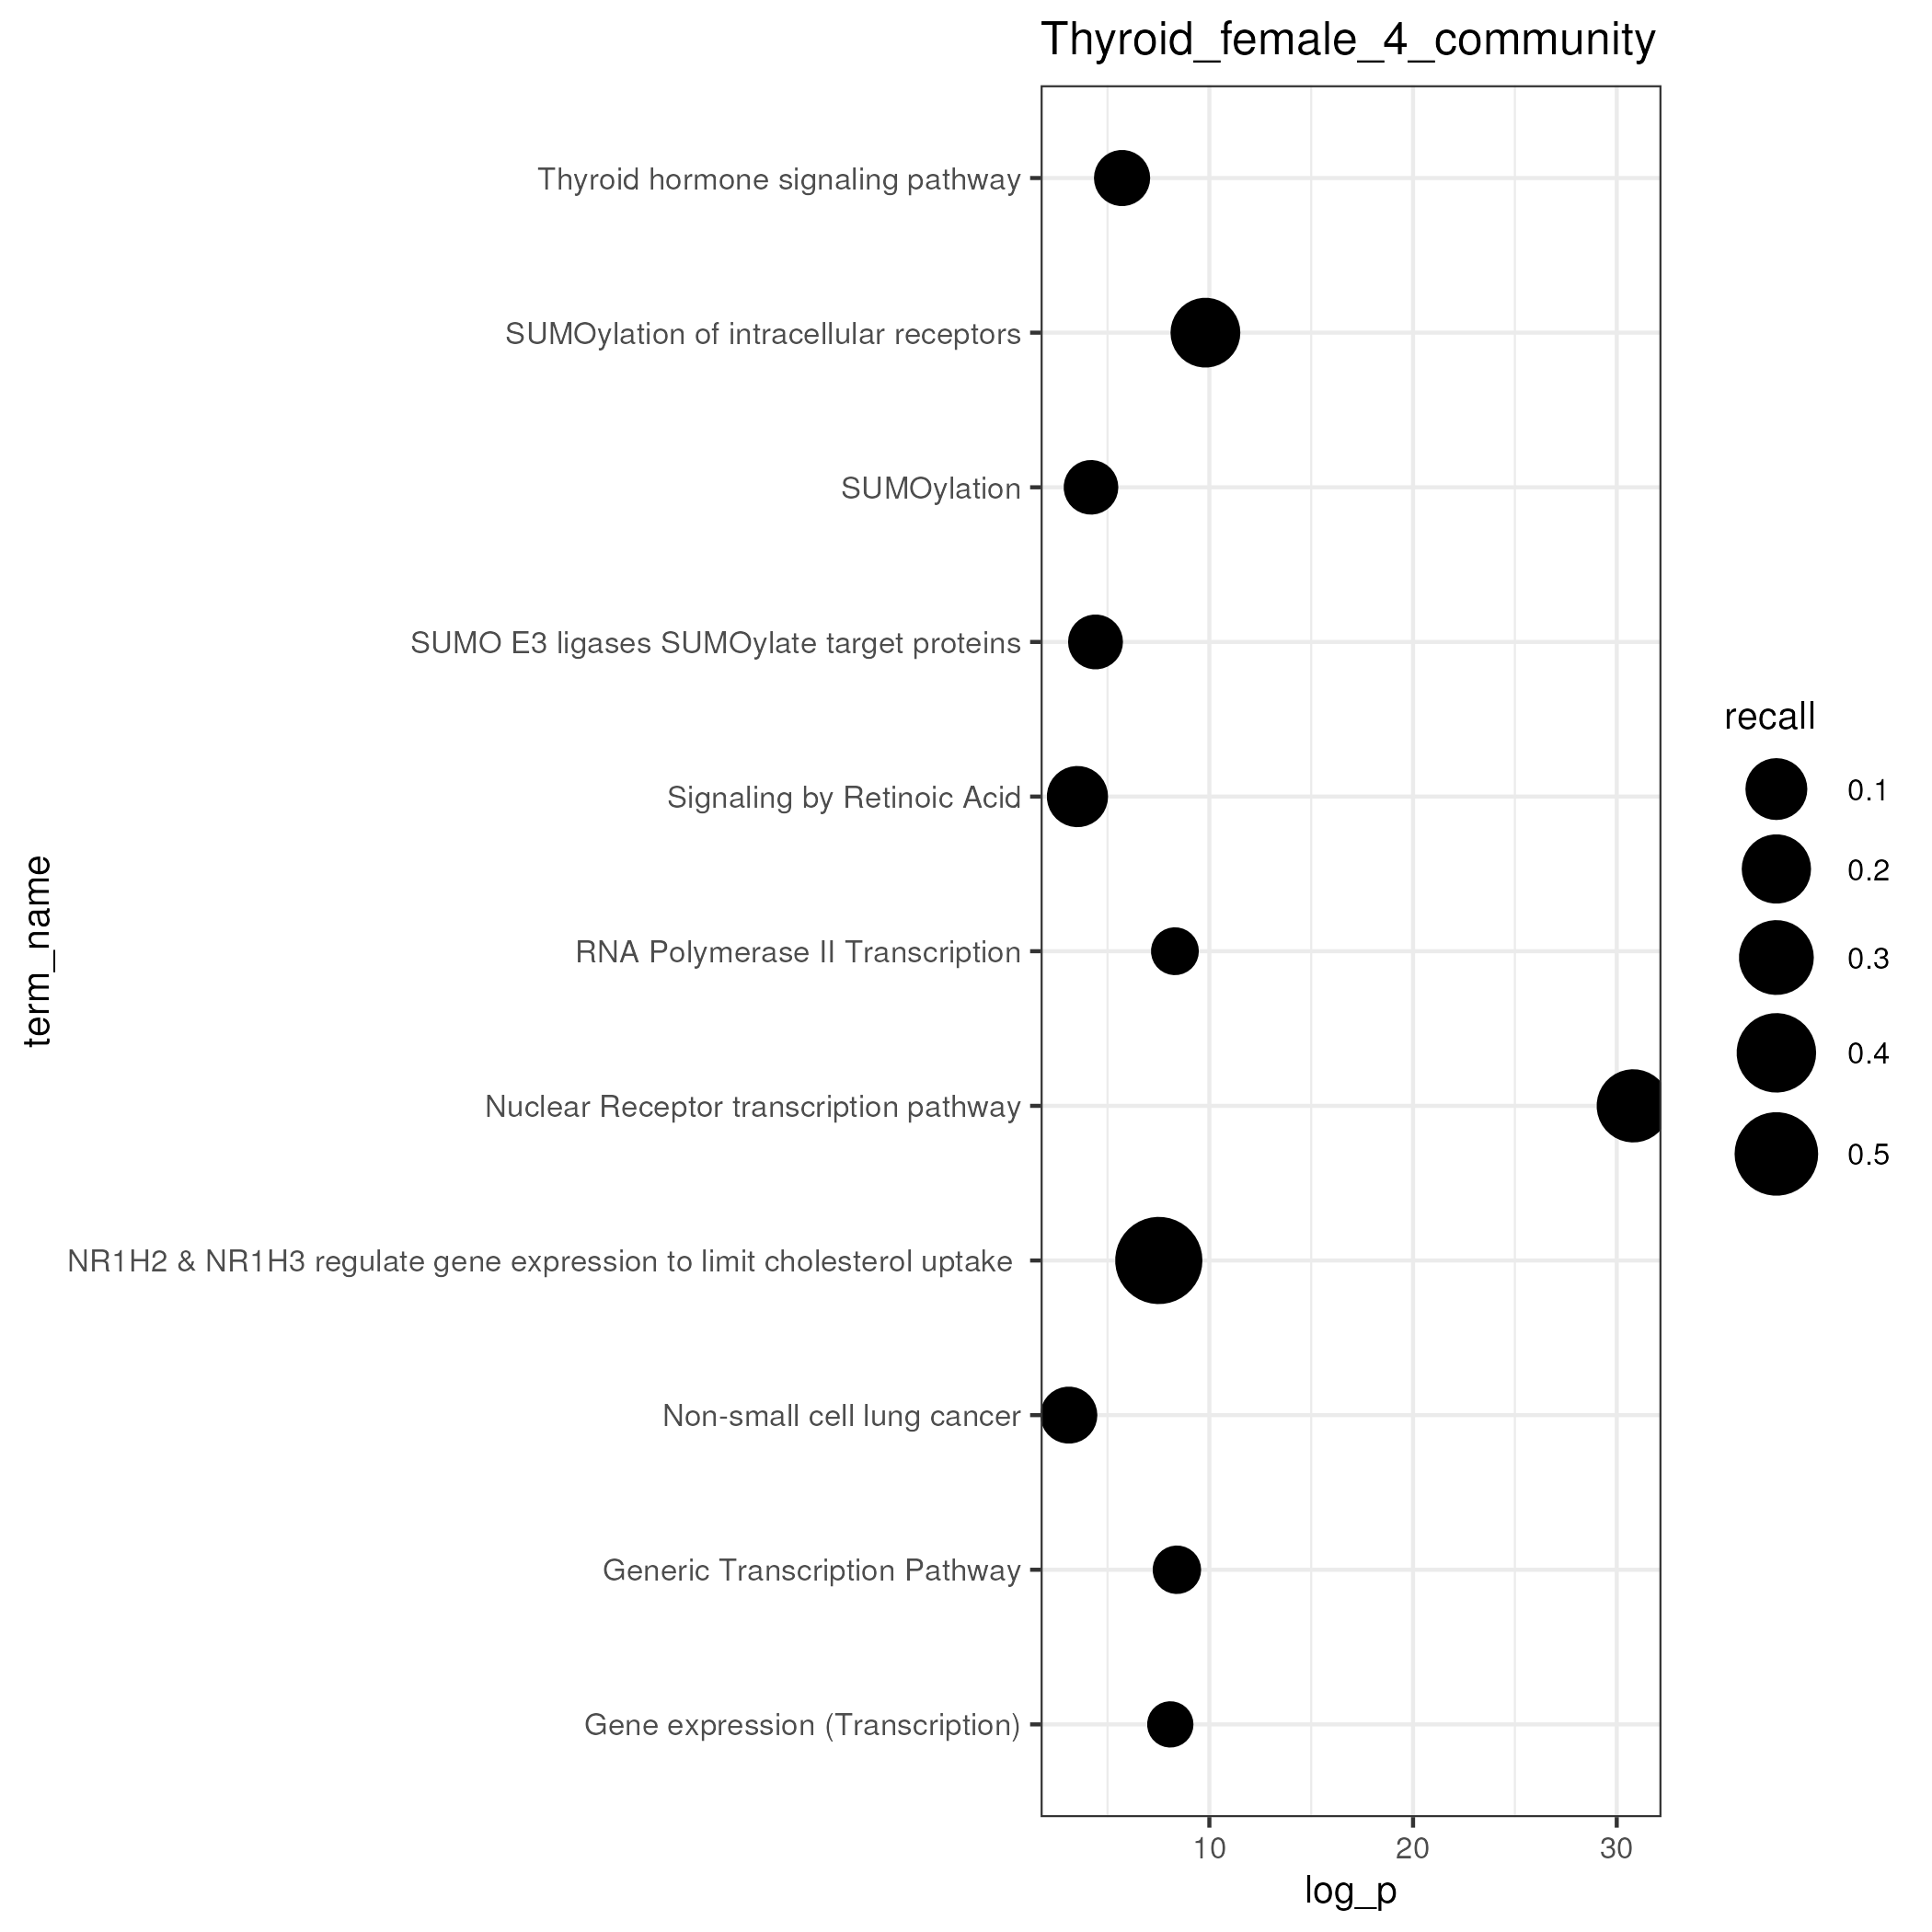 Thyroid_female_4_community
Thyroid hormone signaling pathway
SUMOylation of intracellular receptors
SUMOylation
SUMO E3 ligases SUMOylate target proteins
Signaling by Retinoic Acid
RNA Polymerase II Transcription
Nuclear Receptor transcription pathway
NR1H2 & NR1H3 regulate gene expression to limit cholesterol uptake
Non-small cell lung cancer
Generic Transcription Pathway
Gene expression (Transcription)
term_name
10 20 30
log_p
recall
0.1
0.2
0.3
0.4
0.5